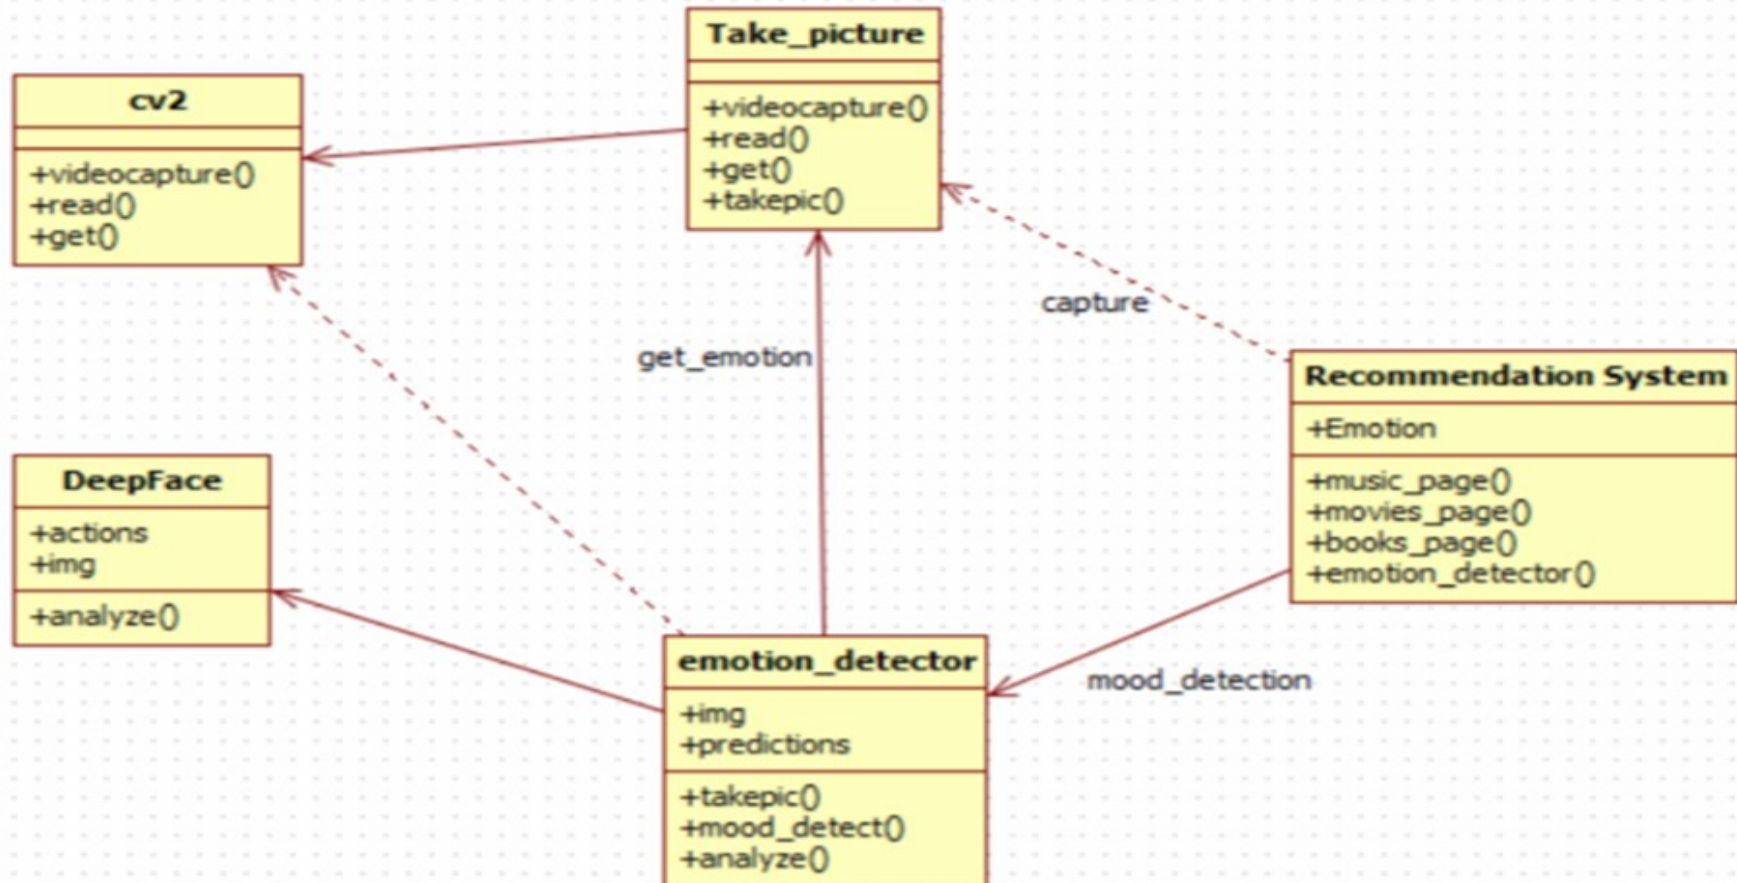 Take_picture
+videocapture()
+read()
+get()
+takepic()
cv2
+videocapture()
+read()
+get()
capture
get_emotion
Recommendation System
+Emotion
+music_page()
+movies_page()
+books_page()
+emotion_detector()
DeepFace
+actions
+img
+analyze()
emotion_detector
+img
+predictions
+takepic()
+mood_detect()
+analyze()
mood_detection